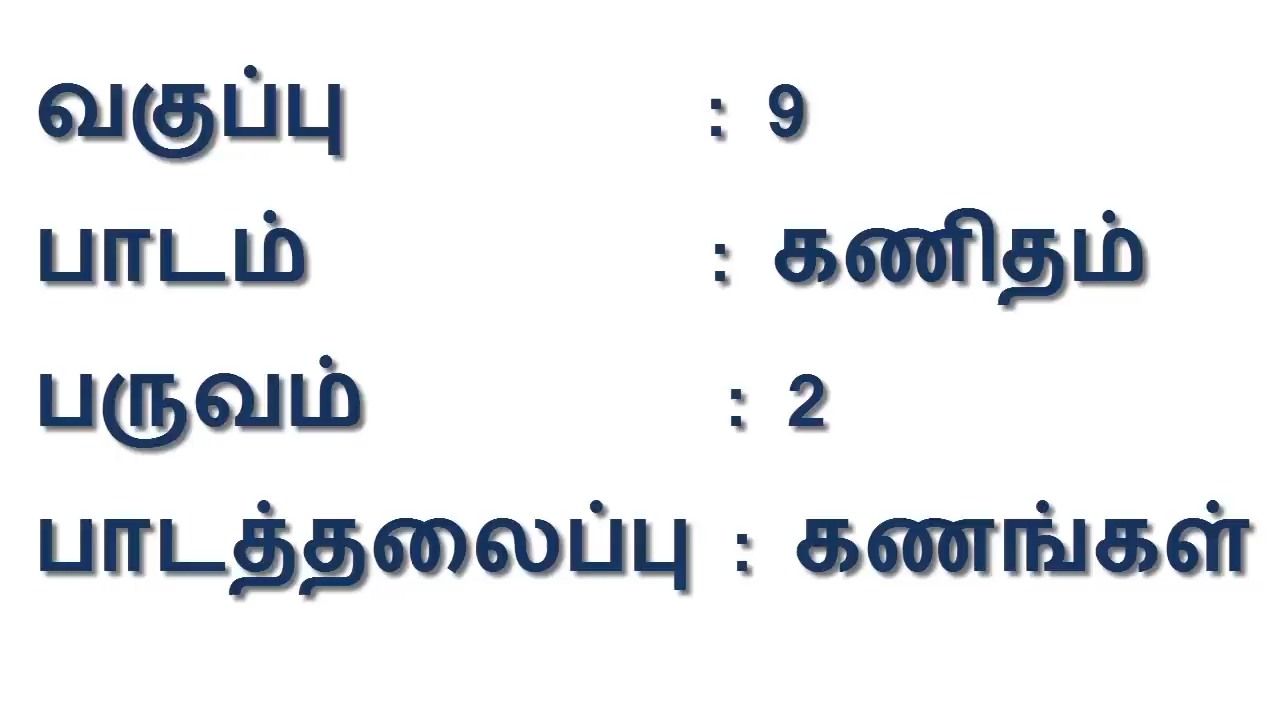 வகுப்பு : 9
பாடம் : கணிதம்
பருவம் : 2
பாடத்தலைப்பு : கணங்கள்